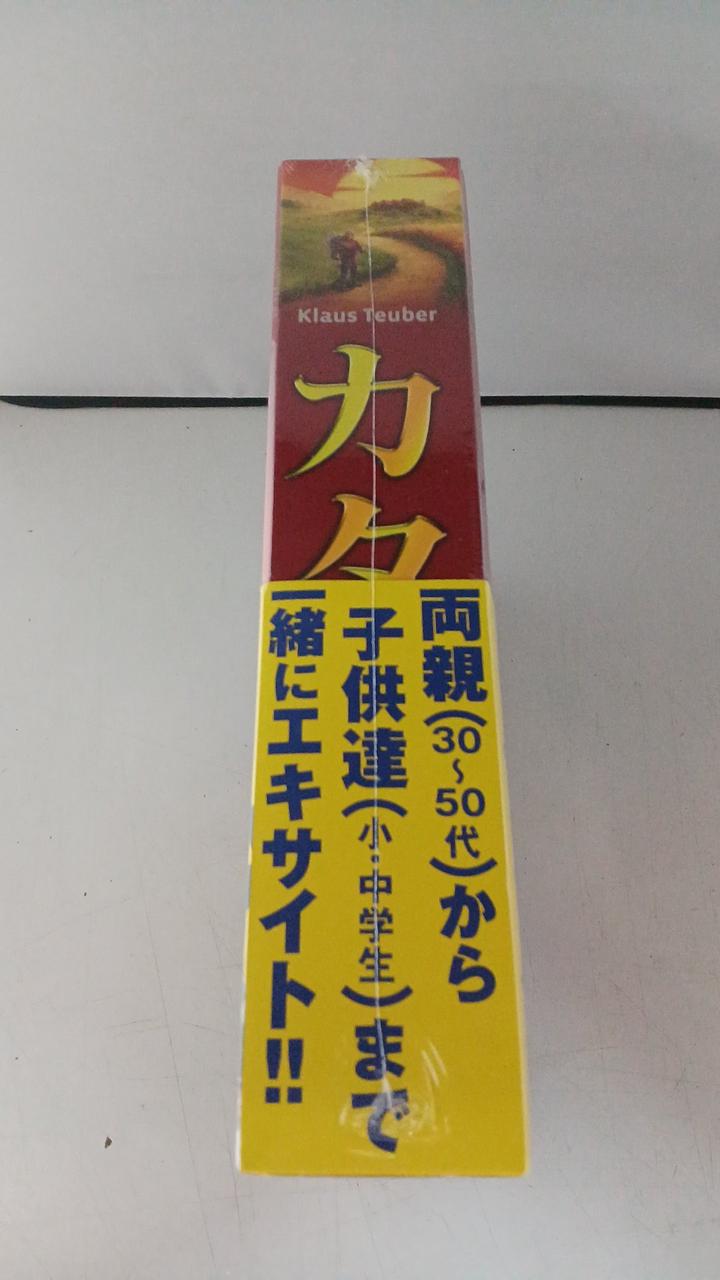 Klaus Teuber
カタ
両親(30〜50代)から
子供達(小・中学生)まで
一緒にエキサイト!!